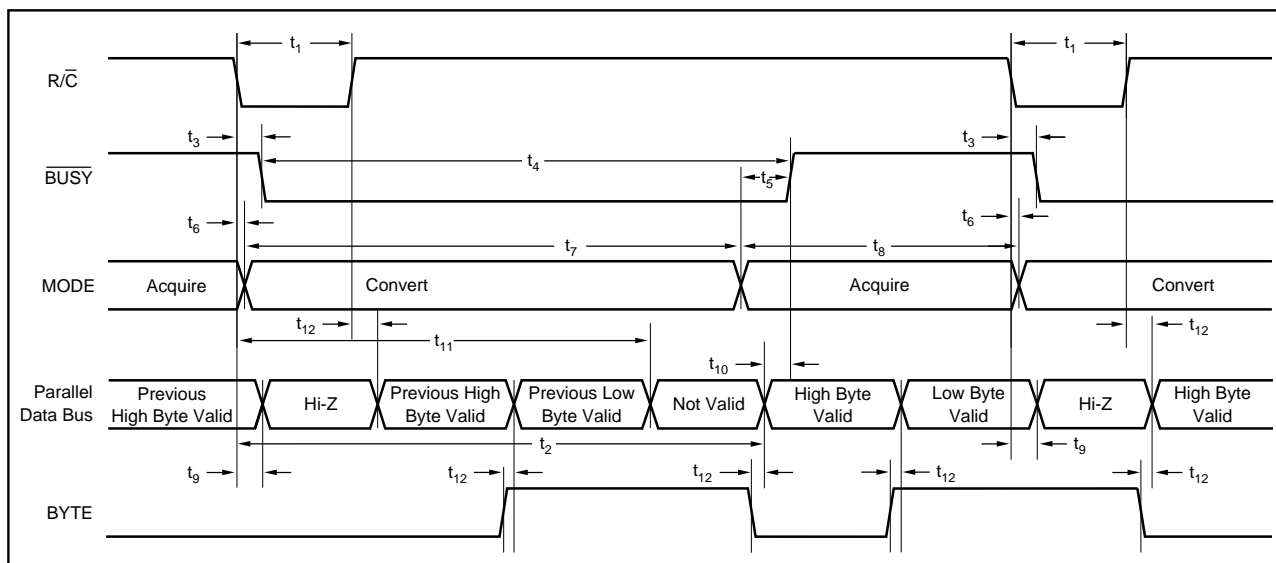 t1
t1
R/C̅
t3
t3
t4
B̅U̅S̅Y̅
t5
t6
t6
t7
t8
MODE
Acquire
Convert
Acquire
Convert
t12
t11
t12
t10
Parallel
Data Bus
Previous
High Byte Valid
Hi-Z
Previous High
Byte Valid
Previous Low
Byte Valid
Not Valid
High Byte
Valid
Low Byte
Valid
Hi-Z
High Byte
Valid
t2
t9
t12
t12
t12
t9
t12
BYTE